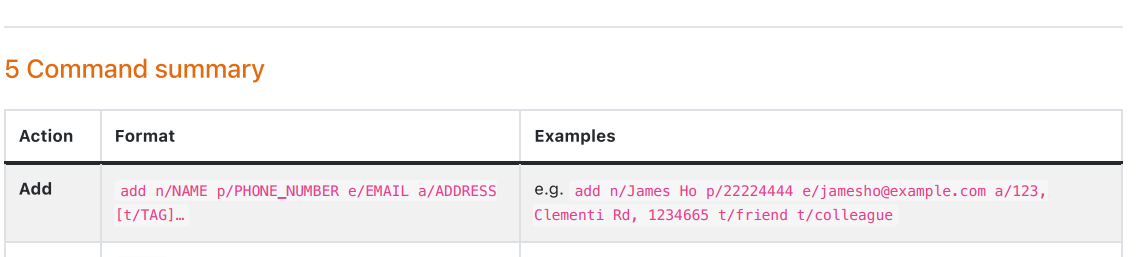 5 Command summary
Action Format Examples
Add add n/NAME p/PHONE_NUMBER e/EMAIL a/ADDRESS
[t/TAG]…
e.g. add n/James Ho p/22224444 e/jamesho@example.com a/123,
Clementi Rd, 1234665 t/friend t/colleague